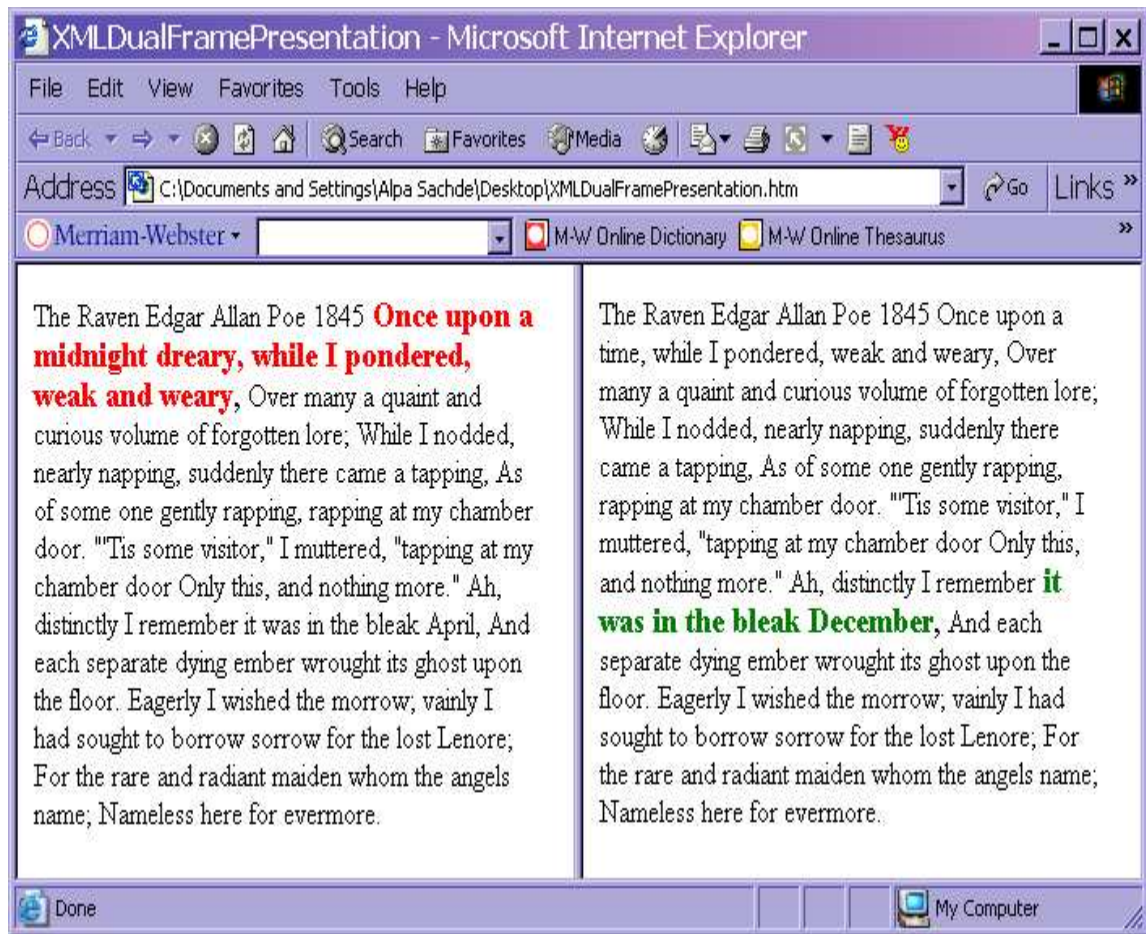 XMLDualFramePresentation - Microsoft Internet Explorer
File Edit View Favorites Tools Help
Back Search Favorites Media
Address C:\Documents and Settings\Alpa Sachde\Desktop\XMLDualFramePresentation.htm Go Links »
Merriam-Webster M-W Online Dictionary M-W Online Thesaurus »
The Raven Edgar Allan Poe 1845 Once upon a
midnight dreary, while I pondered,
weak and weary, Over many a quaint and
curious volume of forgotten lore; While I nodded,
nearly napping, suddenly there came a tapping, As
of some one gently rapping, rapping at my chamber
door. "'Tis some visitor," I muttered, "tapping at my
chamber door Only this, and nothing more." Ah,
distinctly I remember it was in the bleak April, And
each separate dying ember wrought its ghost upon
the floor. Eagerly I wished the morrow; vainly I
had sought to borrow sorrow for the lost Lenore;
For the rare and radiant maiden whom the angels
name; Nameless here for evermore.
The Raven Edgar Allan Poe 1845 Once upon a
time, while I pondered, weak and weary, Over
many a quaint and curious volume of forgotten lore;
While I nodded, nearly napping, suddenly there
came a tapping, As of some one gently rapping,
rapping at my chamber door. "'Tis some visitor," I
muttered, "tapping at my chamber door Only this,
and nothing more." Ah, distinctly I remember it
was in the bleak December, And each
separate dying ember wrought its ghost upon the
floor. Eagerly I wished the morrow; vainly I had
sought to borrow sorrow for the lost Lenore; For
the rare and radiant maiden whom the angels name;
Nameless here for evermore.
Done My Computer